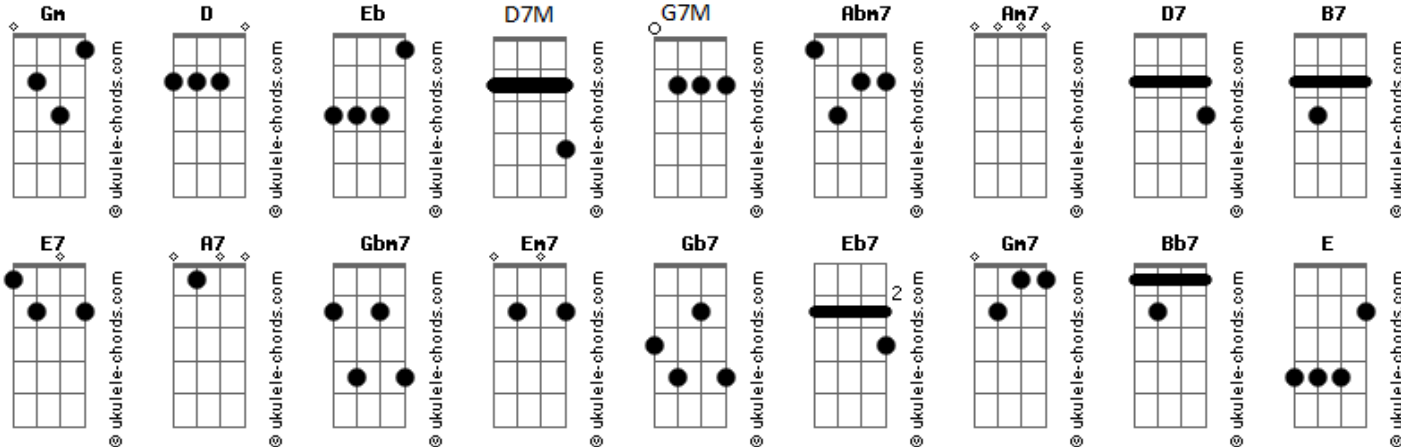 Gm D Eb D7M G7M Abm7 Am7 D7 B7
© ukulele-chords.com © ukulele-chords.com © ukulele-chords.com © ukulele-chords.com © ukulele-chords.com © ukulele-chords.com © ukulele-chords.com © ukulele-chords.com © ukulele-chords.com
E7 A7 Gbm7 Em7 Gb7 Eb7 Gm7 Bb7 E
2
© ukulele-chords.com © ukulele-chords.com © ukulele-chords.com © ukulele-chords.com © ukulele-chords.com © ukulele-chords.com © ukulele-chords.com © ukulele-chords.com © ukulele-chords.com